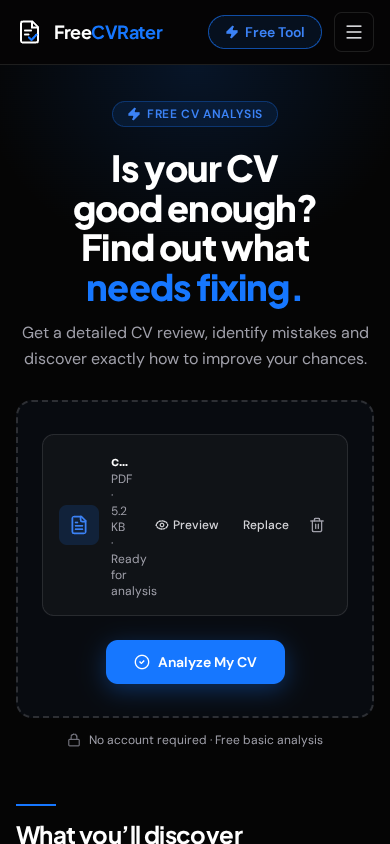 FreeCVRater
Free Tool
FREE CV ANALYSIS
Is your CV
good enough?
Find out what
needs fixing.
Get a detailed CV review, identify mistakes and
discover exactly how to improve your chances.
c...
PDF
·
5.2
KB
·
Ready
for
analysis
Preview
Replace
Analyze My CV
No account required · Free basic analysis
What you’ll discover